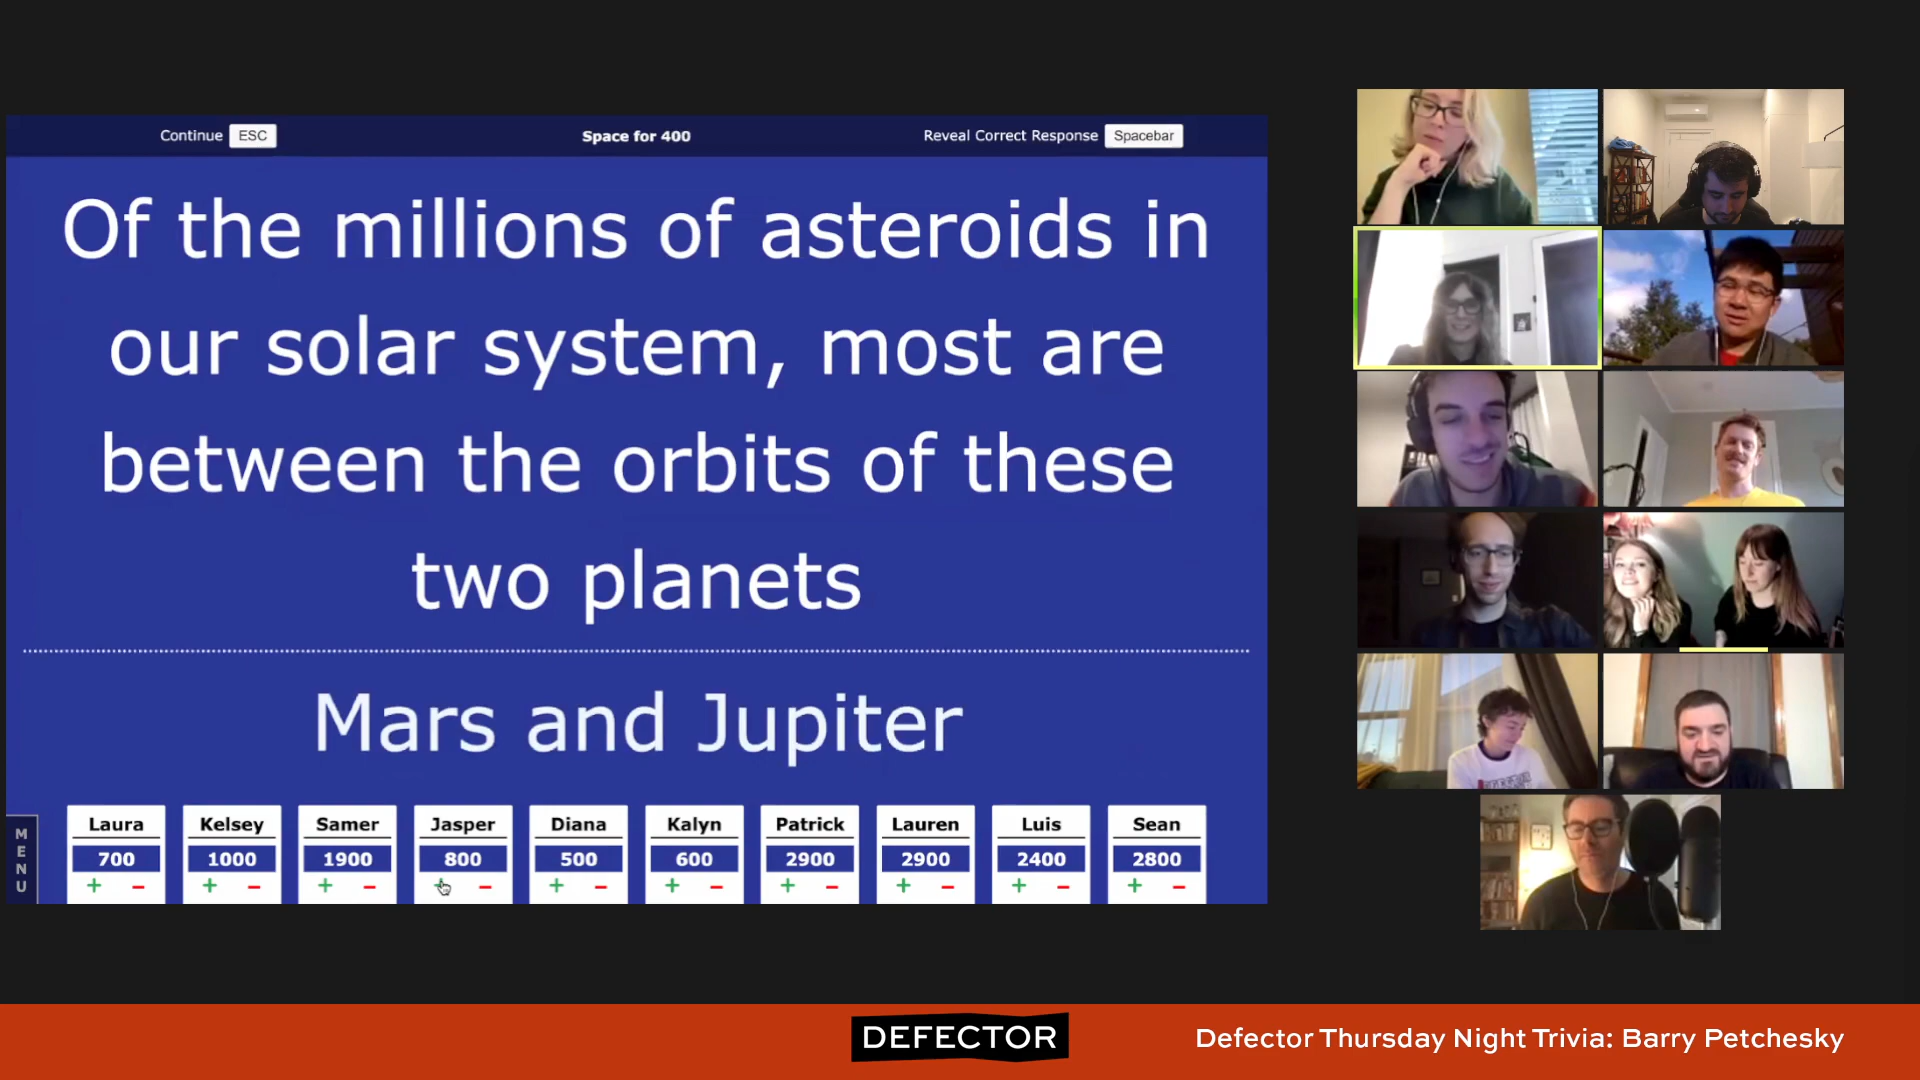 Continue ESC Space for 400 Reveal Correct Response Spacebar
Of the millions of asteroids in
our solar system, most are
between the orbits of these
two planets
Mars and Jupiter
MENU
Laura Kelsey Samer Jasper Diana Kalyn Patrick Lauren Luis Sean
700 1000 1900 800 500 600 2900 2900 2400 2800
+ - + - + - + - + - + - + - + - + - + -
DEFECTOR Defector Thursday Night Trivia: Barry Petchesky